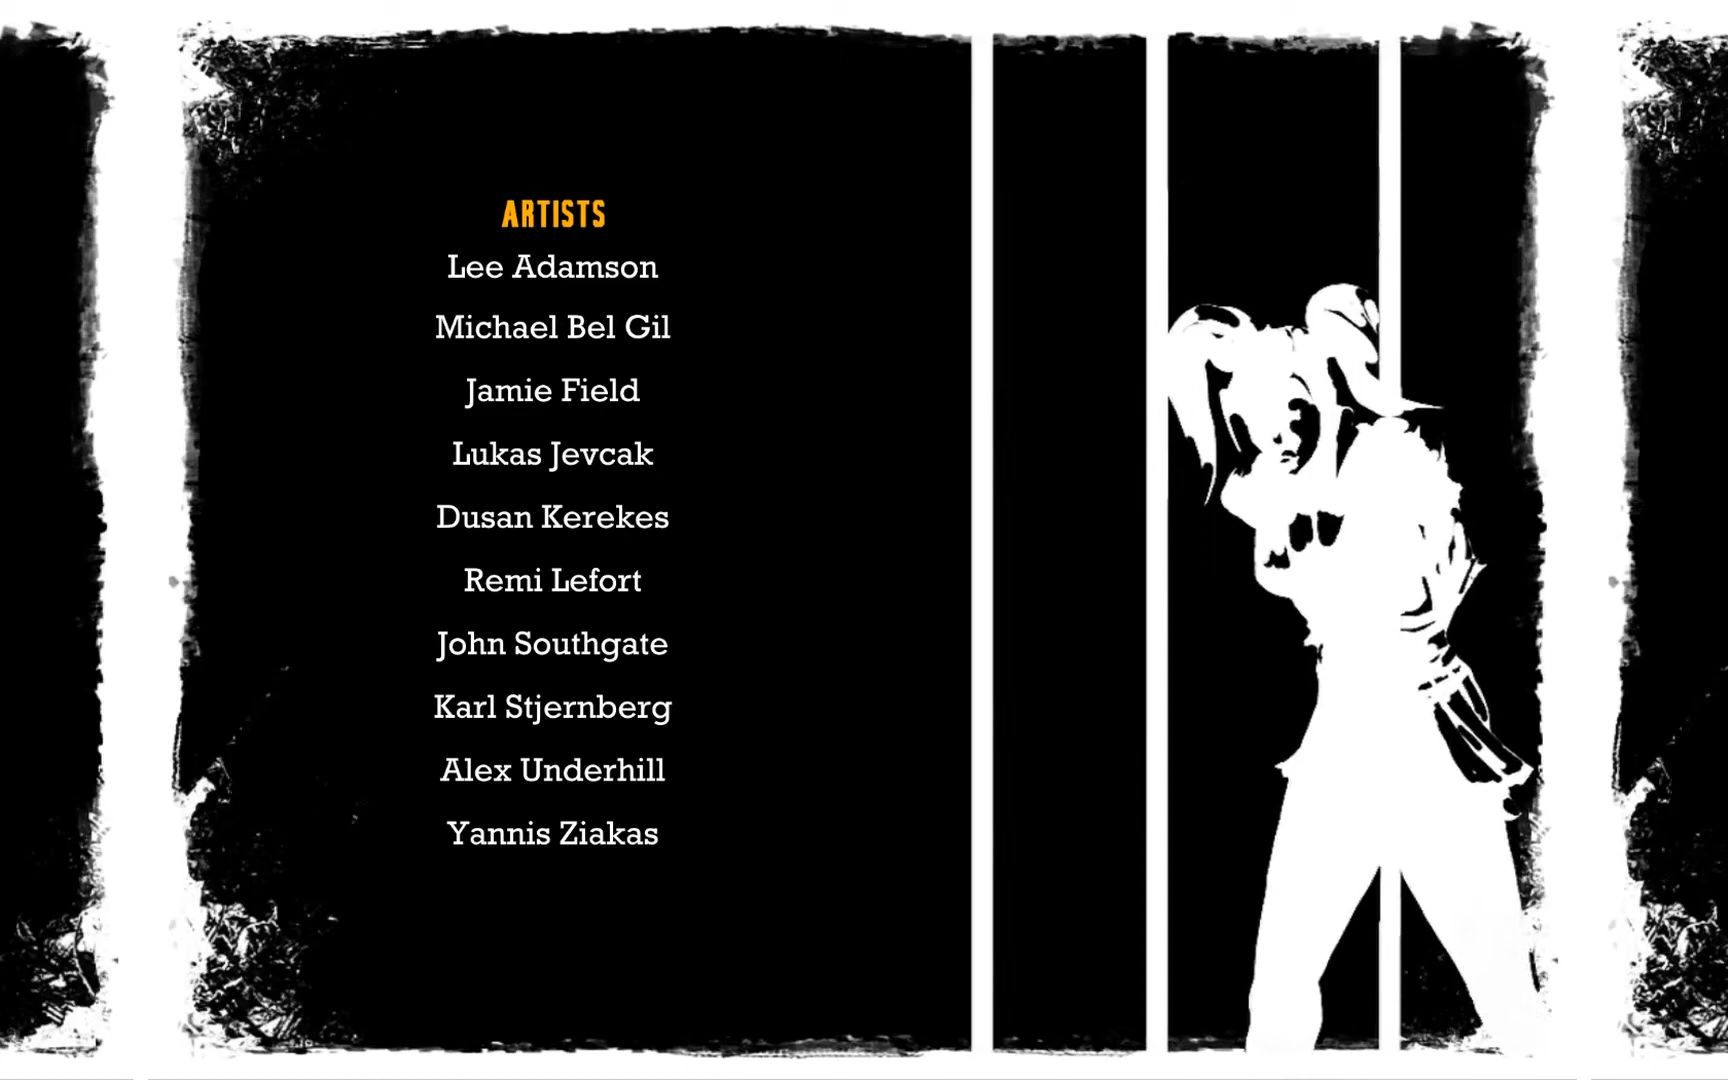 ARTISTS
Lee Adamson
Michael Bel Gil
Jamie Field
Lukas Jevcak
Dusan Kerekes
Remi Lefort
John Southgate
Karl Stjernberg
Alex Underhill
Yannis Ziakas